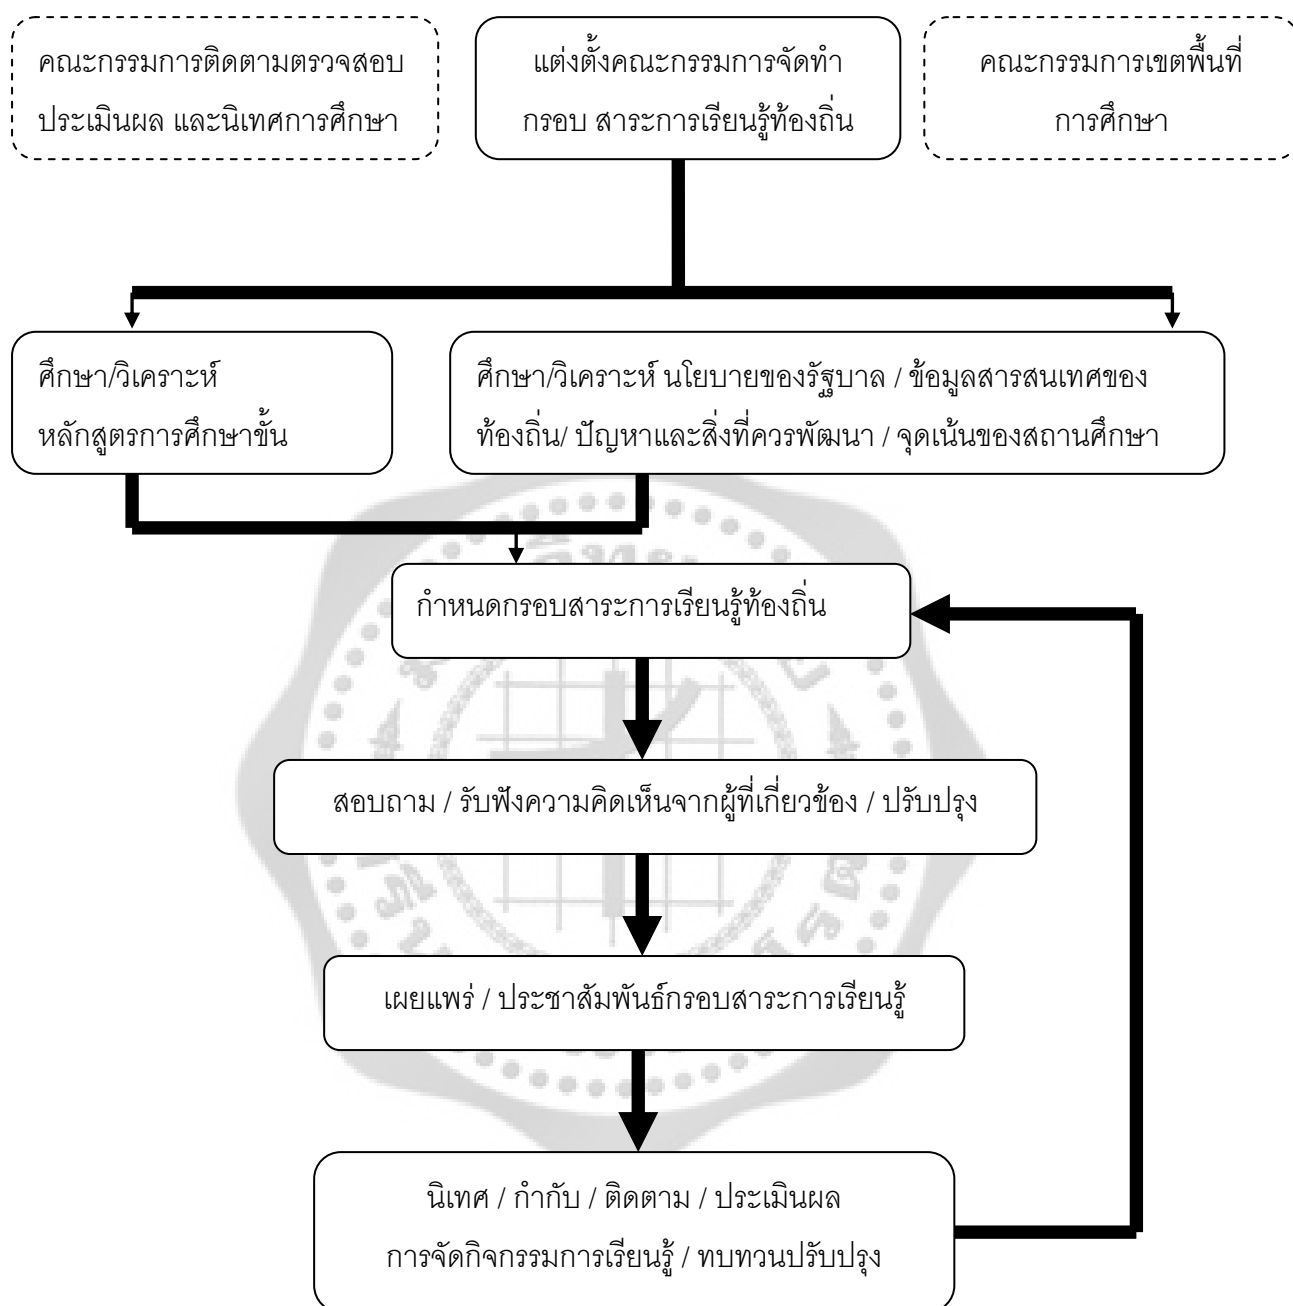 คณะกรรมการติดตามตรวจสอบ
ประเมินผล และนิเทศการศึกษา
แต่งตั้งคณะกรรมการจัดทำ
กรอบ สาระการเรียนรู้ท้องถิ่น
คณะกรรมการเขตพื้นที่
การศึกษา
ศึกษา/วิเคราะห์
หลักสูตรการศึกษาขั้น
ศึกษา/วิเคราะห์ นโยบายของรัฐบาล / ข้อมูลสารสนเทศของ
ท้องถิ่น/ ปัญหาและสิ่งที่ควรพัฒนา / จุดเน้นของสถานศึกษา
กำหนดกรอบสาระการเรียนรู้ท้องถิ่น
สอบถาม / รับฟังความคิดเห็นจากผู้ที่เกี่ยวข้อง / ปรับปรุง
เผยแพร่ / ประชาสัมพันธ์กรอบสาระการเรียนรู้
นิเทศ / กำกับ / ติดตาม / ประเมินผล
การจัดกิจกรรมการเรียนรู้ / ทบทวนปรับปรุง